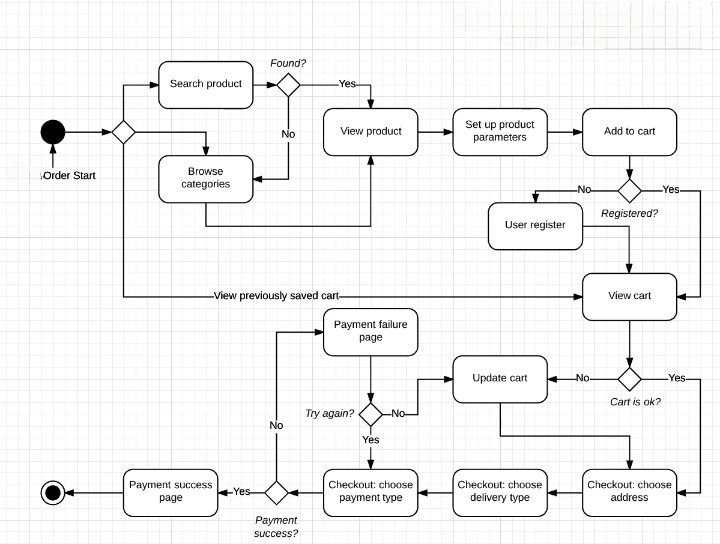 Found?
Search product
Yes
No
View product
Set up product
parameters
Add to cart
Order Start
Browse
categories
No
Yes
Registered?
User register
View previously saved cart
View cart
Payment failure
page
Update cart
No
Yes
Cart is ok?
Try again?
No
No
Yes
Payment success
page
Yes
Checkout: choose
payment type
Checkout: choose
delivery type
Checkout: choose
address
Payment
success?